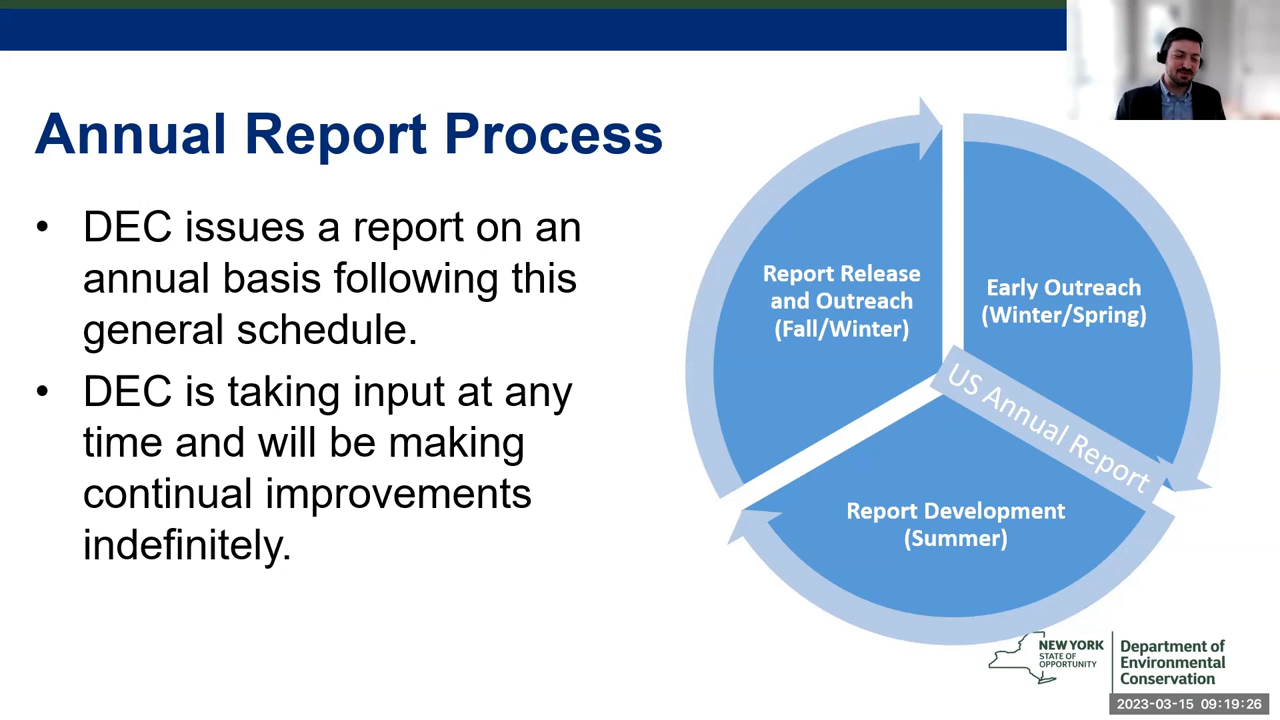 Annual Report Process
• DEC issues a report on an
annual basis following this
general schedule.
• DEC is taking input at any
time and will be making
continual improvements
indefinitely.
Report Release
and Outreach
(Fall/Winter)
Early Outreach
(Winter/Spring)
US Annual Report
Report Development
(Summer)
NEW YORK
STATE OF
OPPORTUNITY
Department of
Environmental
Conservation
2023-03-15 09:19:26